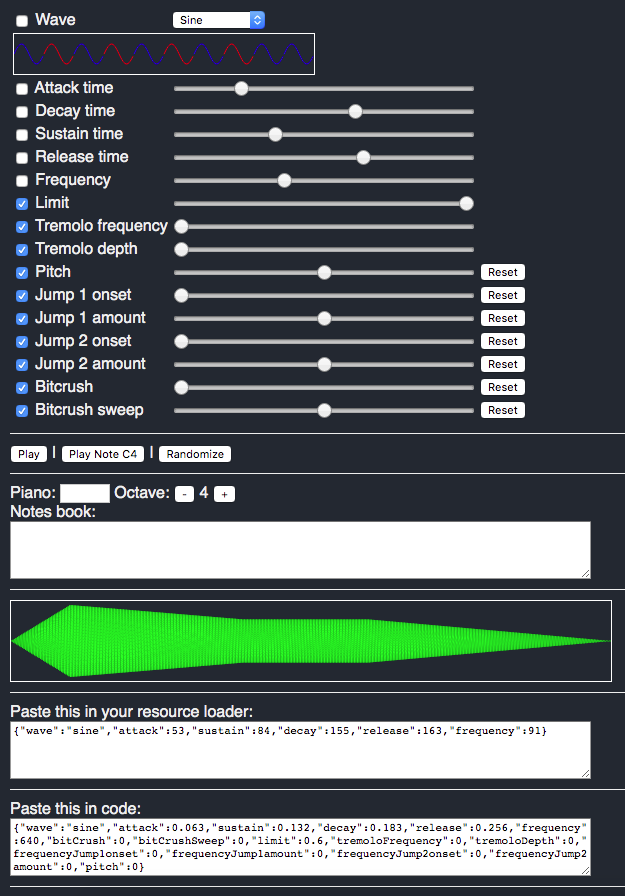 Wave Sine
Attack time
Decay time
Sustain time
Release time
Frequency
Limit
Tremolo frequency
Tremolo depth
Pitch Reset
Jump 1 onset Reset
Jump 1 amount Reset
Jump 2 onset Reset
Jump 2 amount Reset
Bitcrush Reset
Bitcrush sweep Reset
Play | Play Note C4 | Randomize
Piano: Octave: - 4 +
Notes book:
Paste this in your resource loader:
{"wave":"sine","attack":53,"sustain":84,"decay":155,"release":163,"frequency":91}
Paste this in code:
{"wave":"sine","attack":0.063,"sustain":0.132,"decay":0.183,"release":0.256,"frequency"
:640,"bitCrush":0,"bitCrushSweep":0,"limit":0.6,"tremoloFrequency":0,"tremoloDepth":0,"
frequencyJump1onset":0,"frequencyJump1amount":0,"frequencyJump2onset":0,"frequencyJump2
amount":0,"pitch":0}